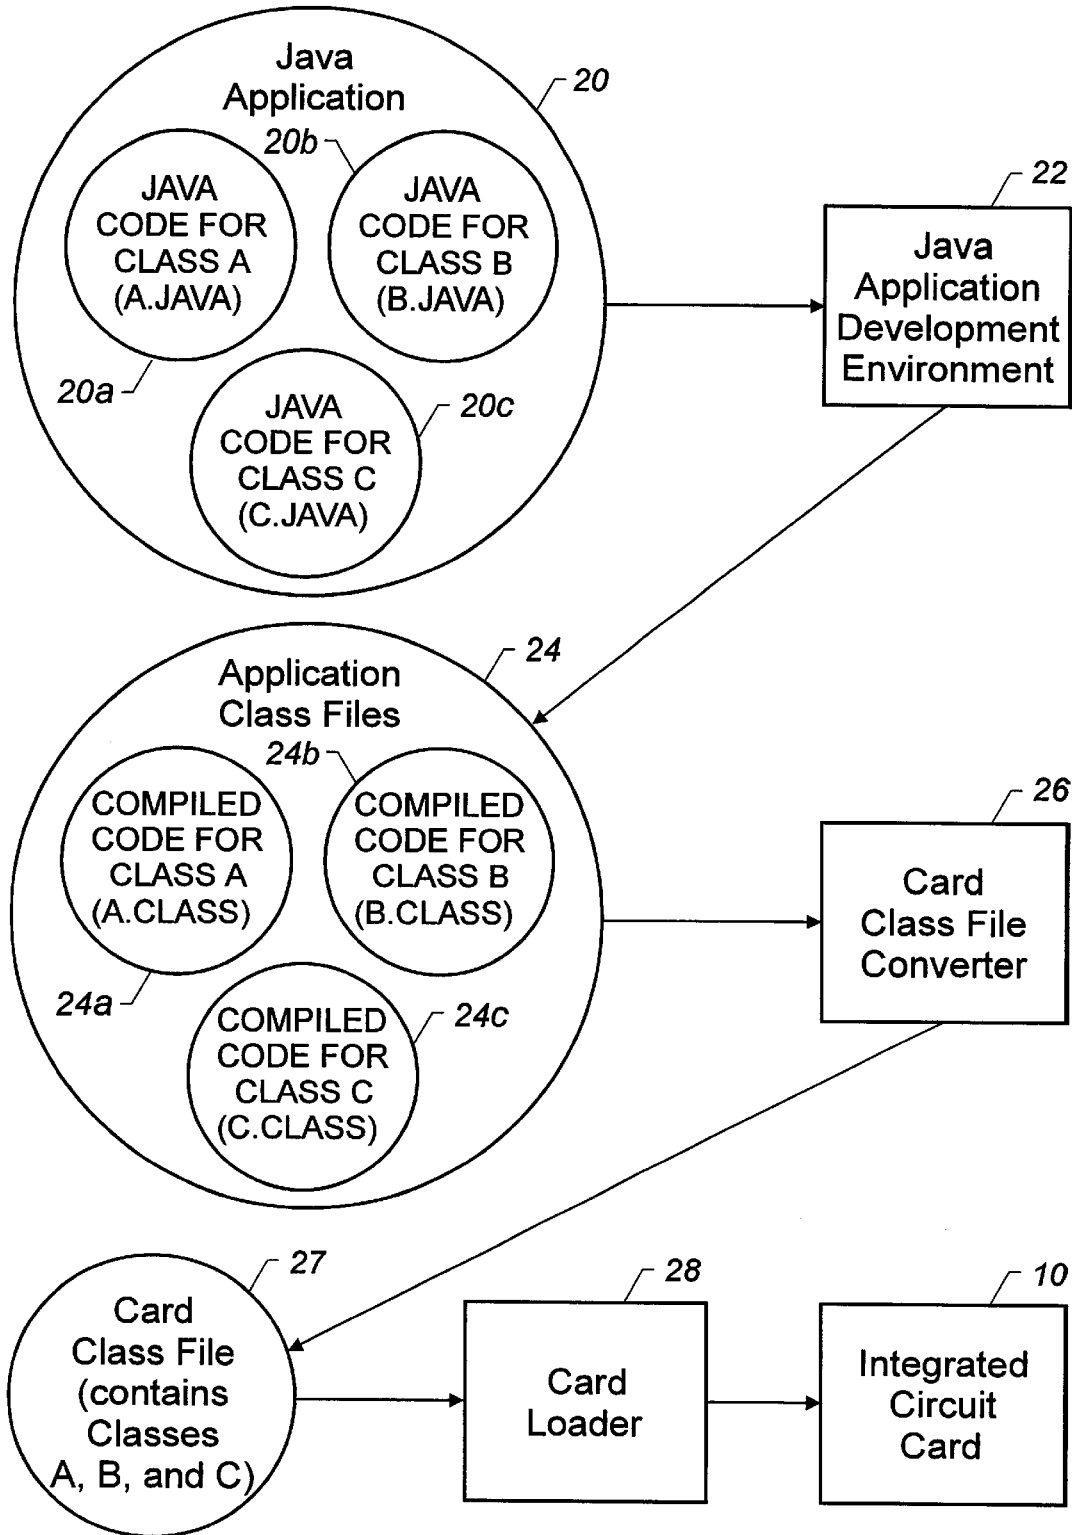 Java
Application
20
20b
JAVA
CODE FOR
CLASS A
(A.JAVA)
JAVA
CODE FOR
CLASS B
(B.JAVA)
20a
20c
JAVA
CODE FOR
CLASS C
(C.JAVA)
22
Java
Application
Development
Environment
24
Application
Class Files
24b
COMPILED
CODE FOR
CLASS A
(A.CLASS)
COMPILED
CODE FOR
CLASS B
(B.CLASS)
24a
24c
COMPILED
CODE FOR
CLASS C
(C.CLASS)
26
Card
Class File
Converter
27
Card
Class File
(contains
Classes
A, B, and C)
28
Card
Loader
10
Integrated
Circuit
Card